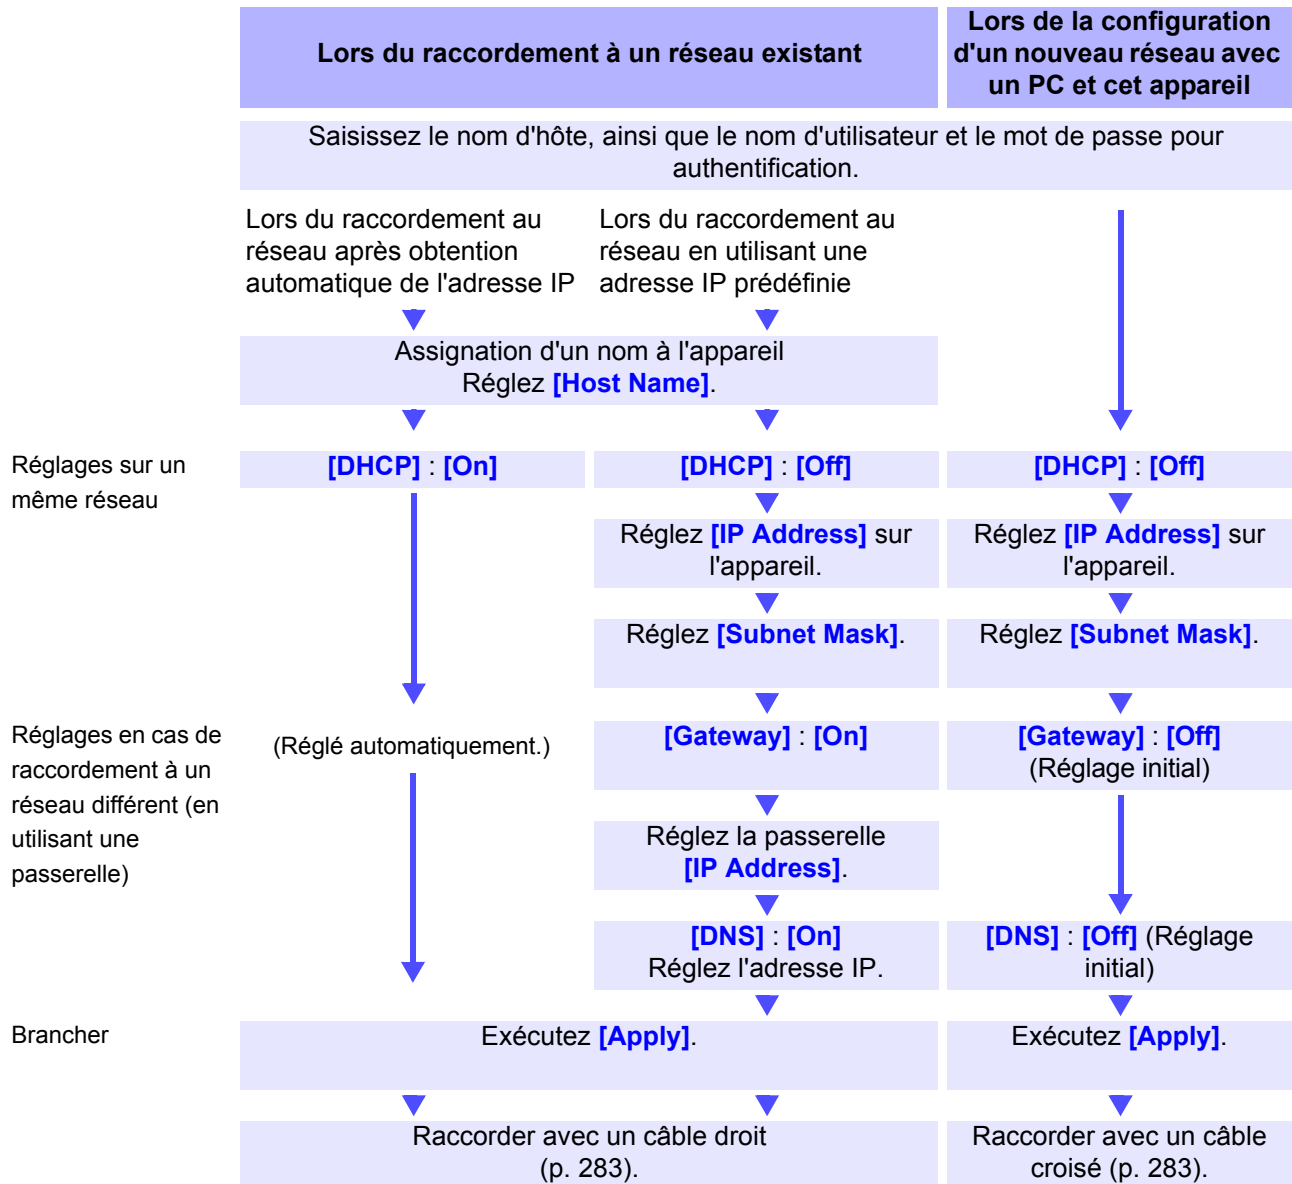 Lors du raccordement à un réseau existant
Lors de la configuration
d'un nouveau réseau avec
un PC et cet appareil
Saisissez le nom d'hôte, ainsi que le nom d'utilisateur et le mot de passe pour
authentification.
Lors du raccordement au
réseau après obtention
automatique de l'adresse IP
Lors du raccordement au
réseau en utilisant une
adresse IP prédéfinie
Assignation d'un nom à l'appareil
Réglez [Host Name].
Réglages sur un
même réseau
[DHCP] : [On]
[DHCP] : [Off]
[DHCP] : [Off]
Réglez [IP Address] sur
l'appareil.
Réglez [IP Address] sur
l'appareil.
Réglez [Subnet Mask].
Réglez [Subnet Mask].
Réglages en cas de
raccordement à un
réseau différent (en
utilisant une
passerelle)
(Réglé automatiquement.)
[Gateway] : [On]
[Gateway] : [Off]
(Réglage initial)
Réglez la passerelle
[IP Address].
[DNS] : [On]
Réglez l'adresse IP.
[DNS] : [Off] (Réglage
initial)
Brancher
Exécutez [Apply].
Exécutez [Apply].
Raccorder avec un câble droit
(p. 283).
Raccorder avec un câble
croisé (p. 283).